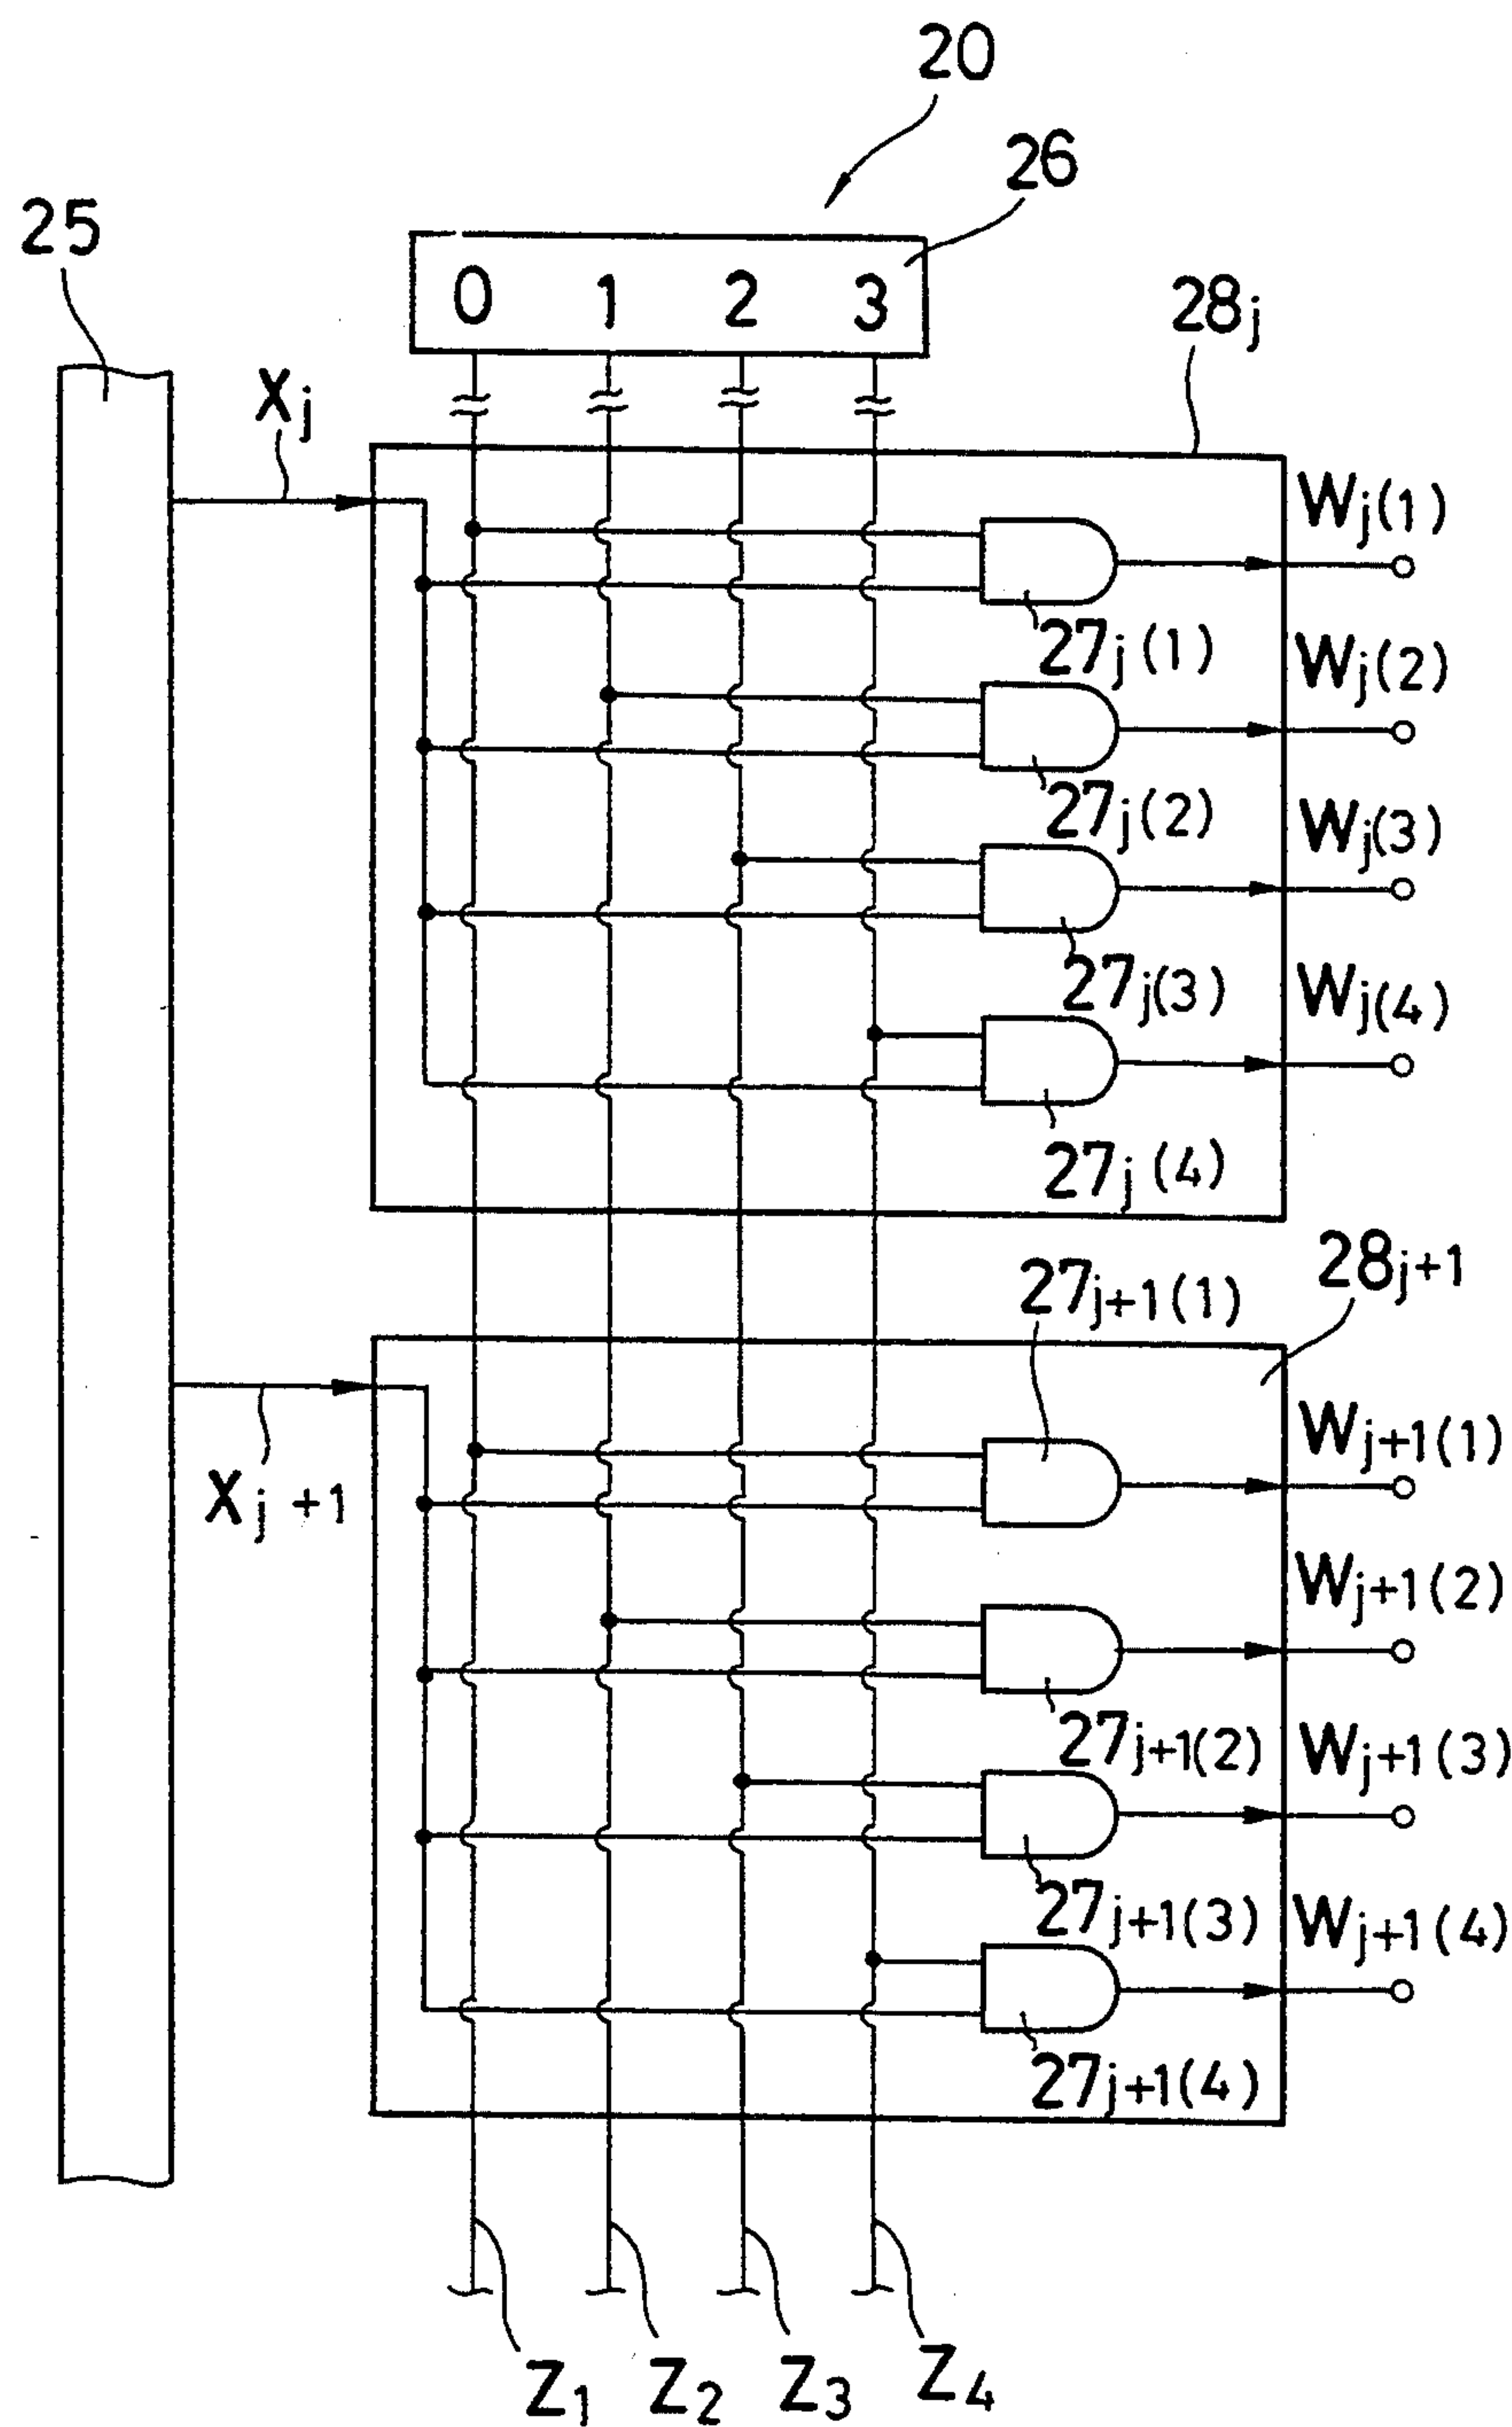 20
26
25
0 1 2 3
28j
Xj
Wj(1)
27j(1)
Wj(2)
27j(2)
Wj(3)
27j(3)
Wj(4)
27j(4)
28j+1
27j+1(1)
Wj+1(1)
Xj+1
Wj+1(2)
27j+1(2)
Wj+1(3)
27j+1(3)
Wj+1(4)
27j+1(4)
Z1 Z2 Z3 Z4